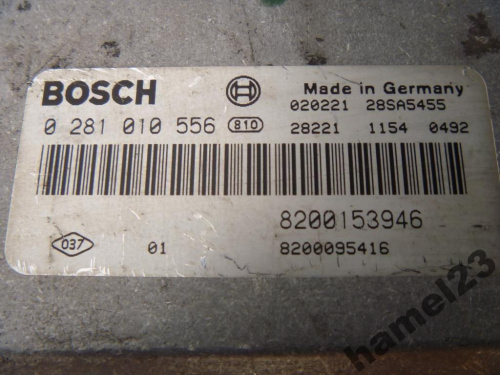 BOSCH
Made in Germany
020221 28SA5455
0 281 010 556 810
28221 1154 0492
8200153946
037 01 8200095416
hamel23